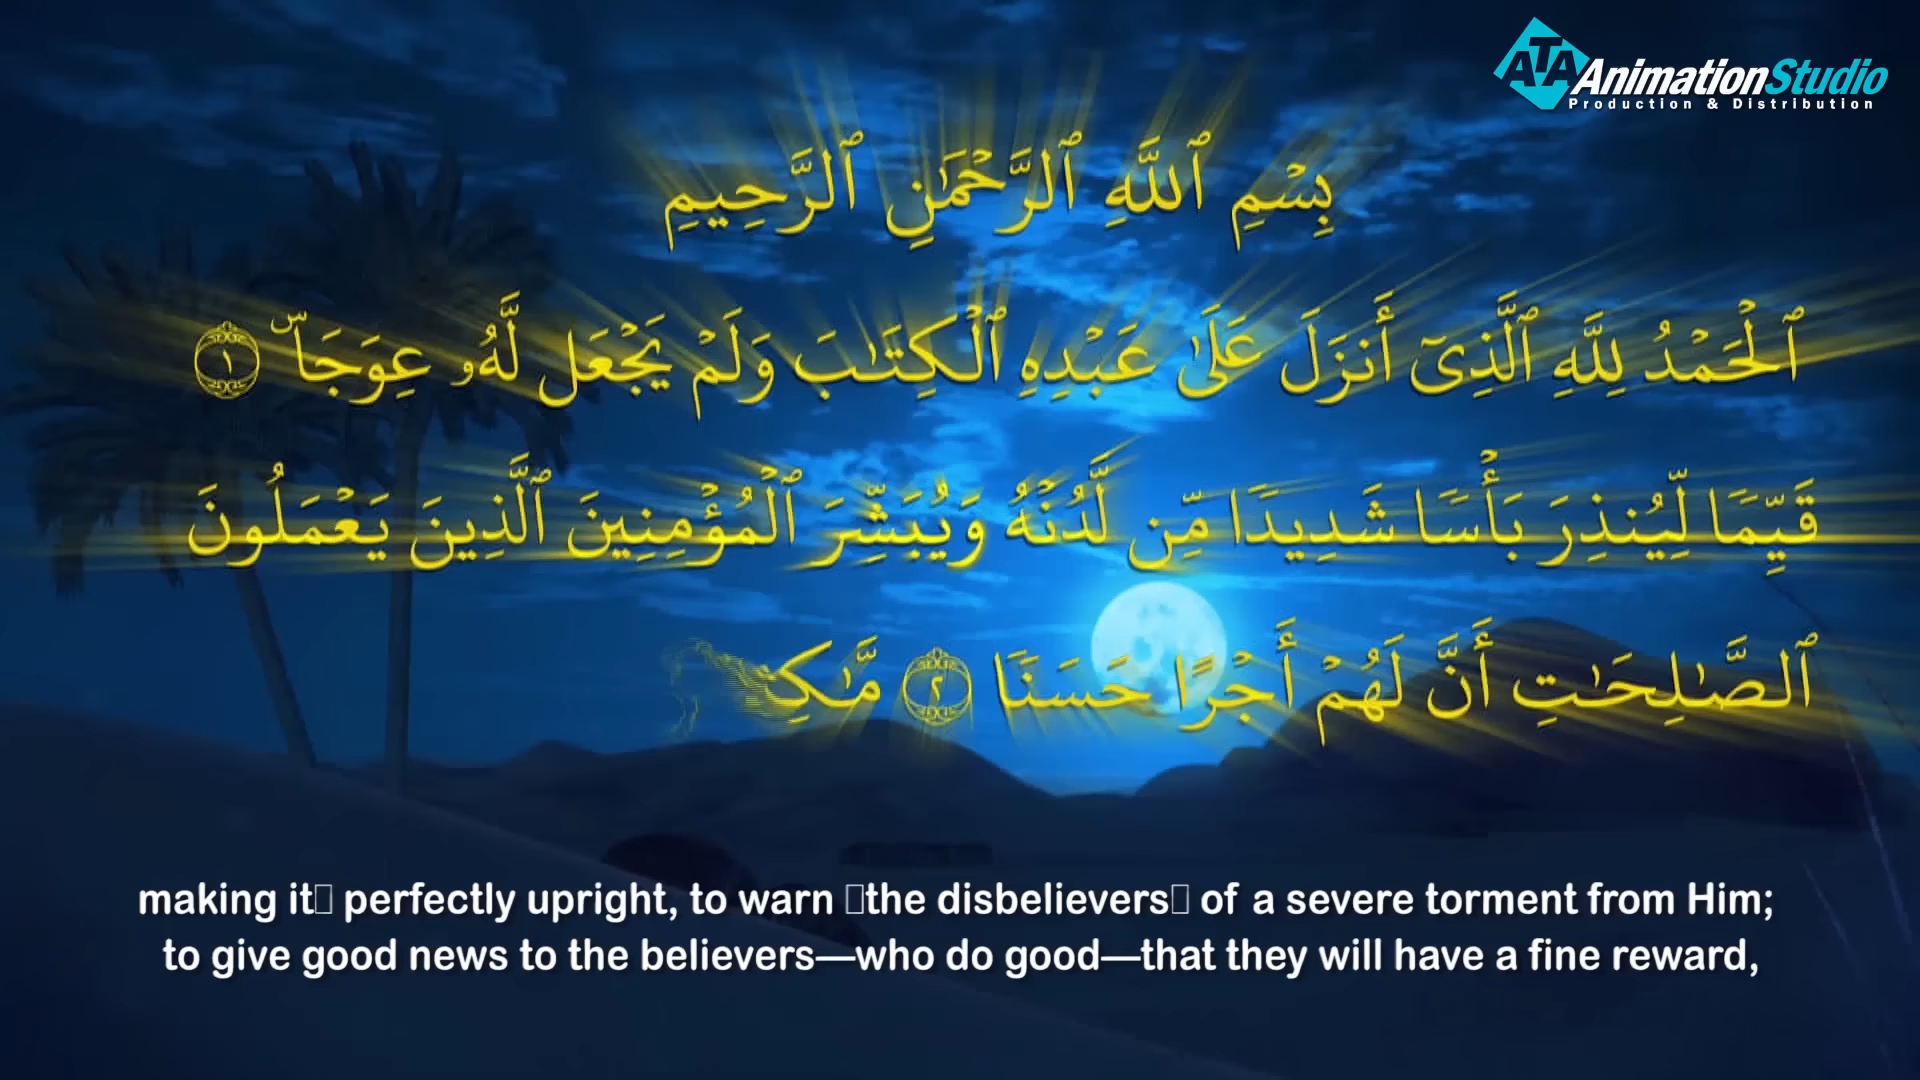 ATA AnimationStudio
Production & Distribution
بِسْمِ ٱللَّهِ ٱلرَّحْمَٰنِ ٱلرَّحِيمِ
ٱلْحَمْدُ لِلَّهِ ٱلَّذِىٓ أَنزَلَ عَلَىٰ عَبْدِهِ ٱلْكِتَٰبَ وَلَمْ يَجْعَل لَّهُۥ عِوَجَاۜ ١
قَيِّمًا لِّيُنذِرَ بَأْسًا شَدِيدًا مِّن لَّدُنْهُ وَيُبَشِّرَ ٱلْمُؤْمِنِينَ ٱلَّذِينَ يَعْمَلُونَ
ٱلصَّٰلِحَٰتِ أَنَّ لَهُمْ أَجْرًا حَسَنًا ٢
making it perfectly upright, to warn the disbelievers of a severe torment from Him;
to give good news to the believers—who do good—that they will have a fine reward,